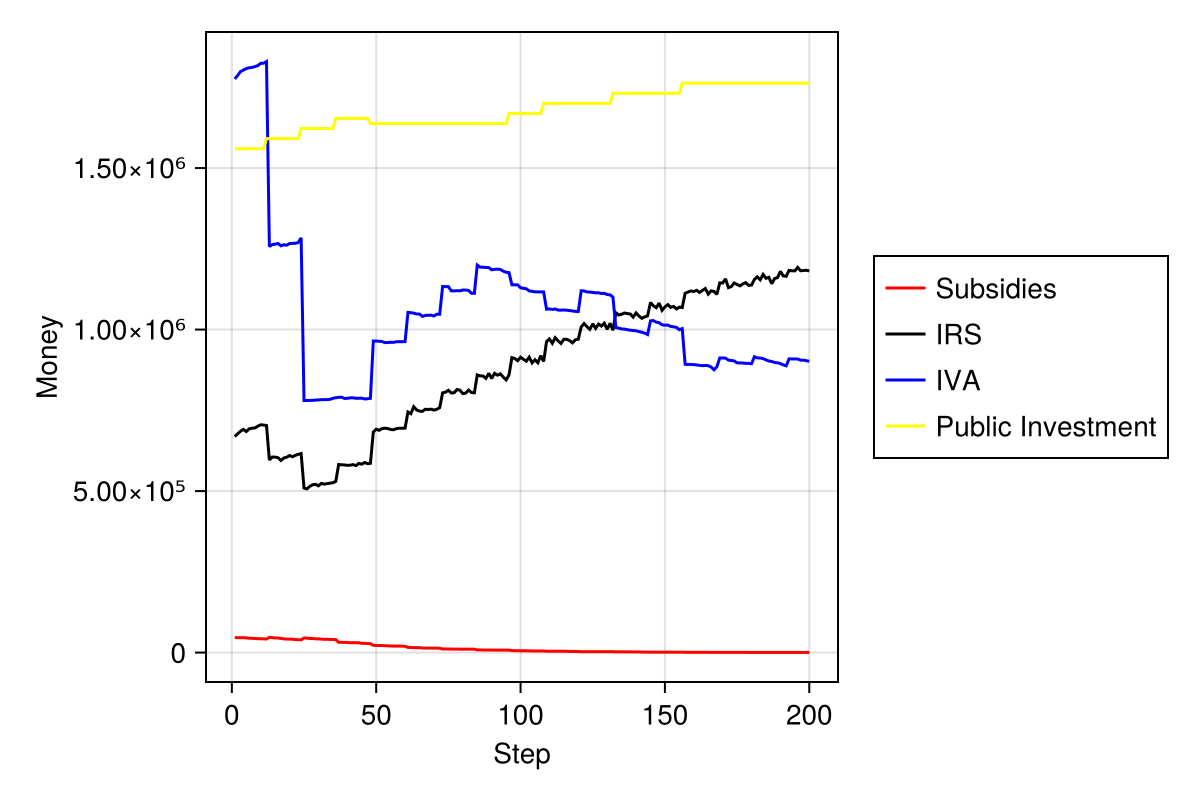 1.50×10⁶
1.00×10⁶
5.00×10⁵
0
Money
0 50 100 150 200
Step
Subsidies
IRS
IVA
Public Investment